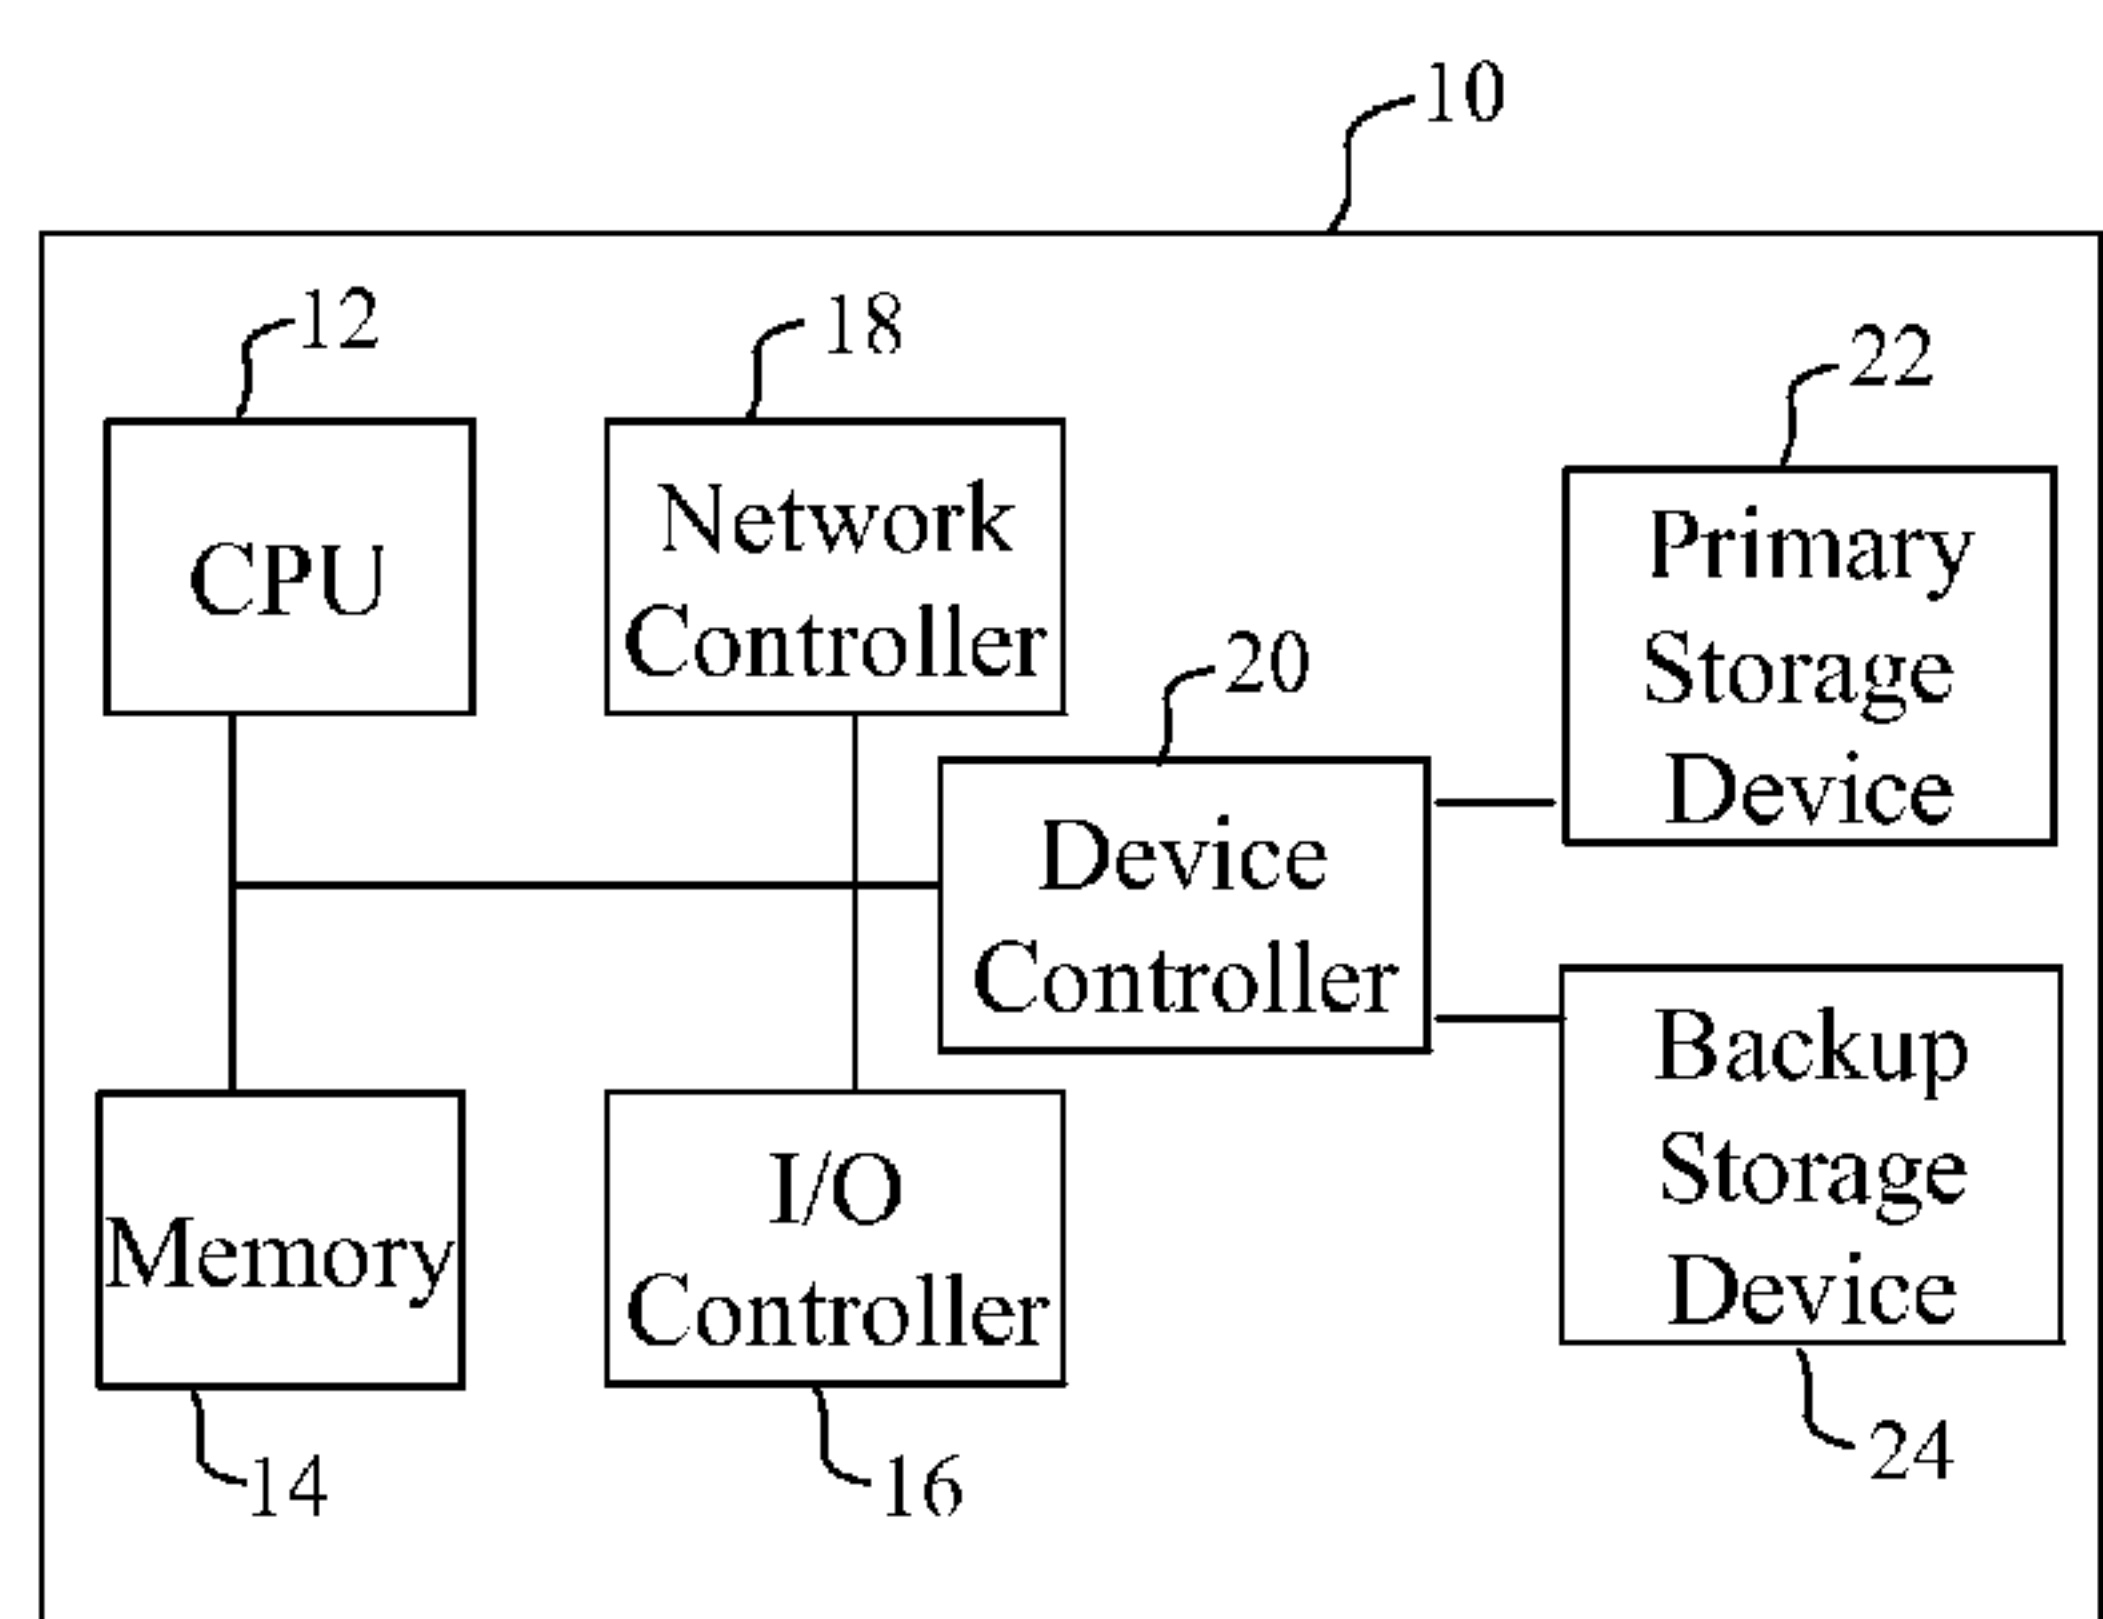 10
12
18
22
CPU
Network
Controller
Primary
Storage
Device
20
Device
Controller
Backup
Storage
Device
Memory
I/O
Controller
14
16
24